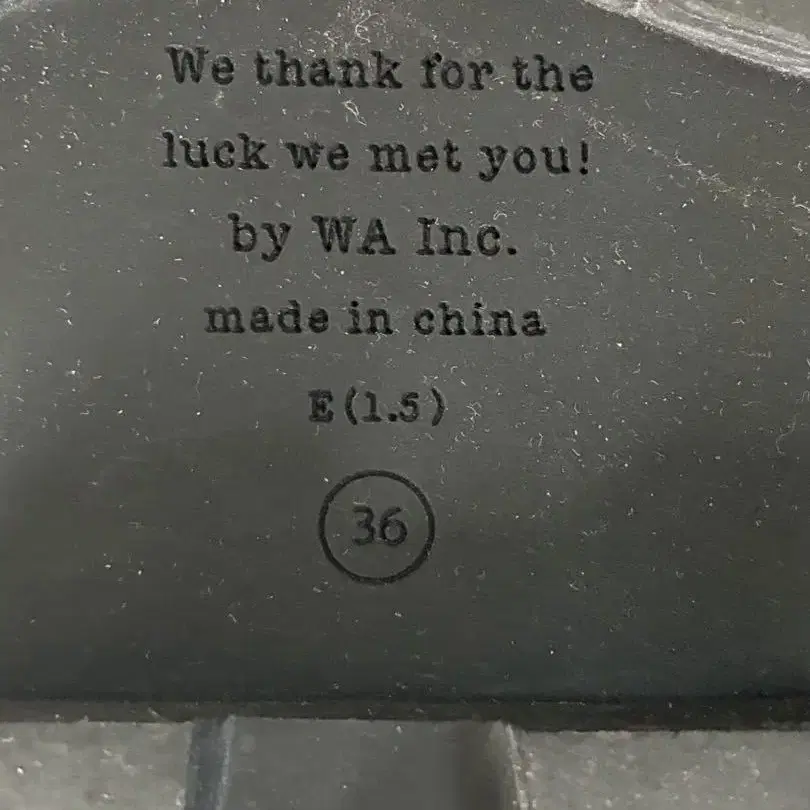 We thank for the
luck we met you!
by WA Inc.
made in china
E(1.5)
36